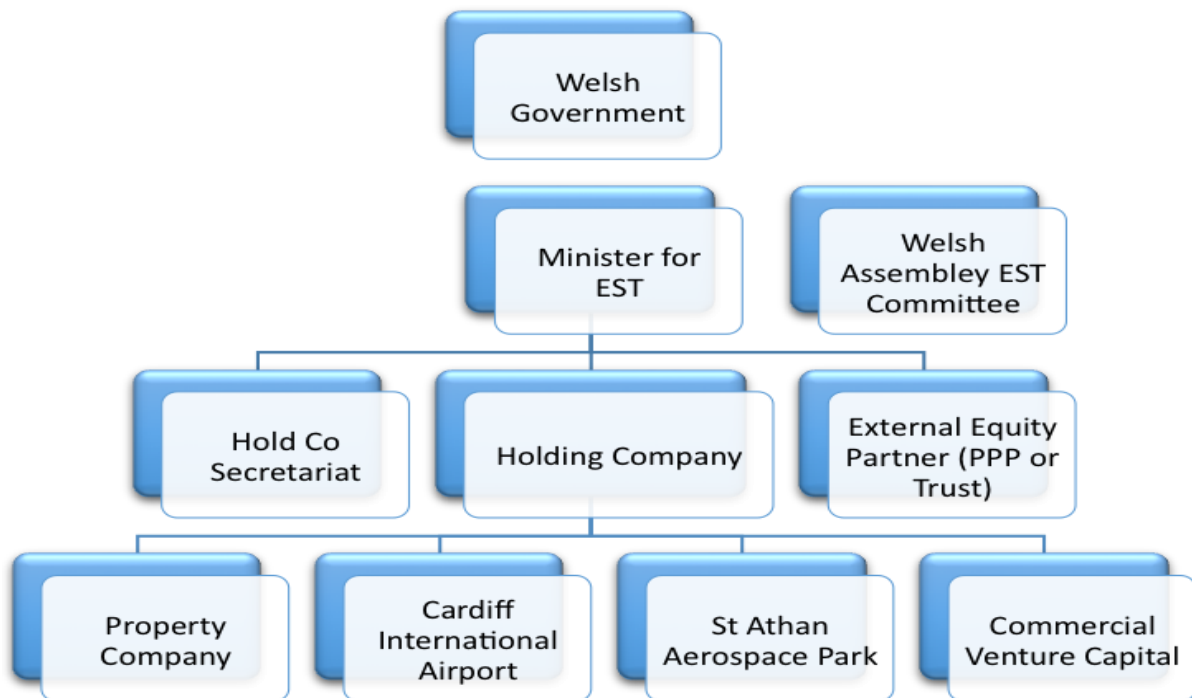 Welsh
Government
Minister for
EST
Welsh
Assembley EST
Committee
Hold Co
Secretariat
Holding Company
External Equity
Partner (PPP or
Trust)
Property
Company
Cardiff
International
Airport
St Athan
Aerospace Park
Commercial
Venture Capital